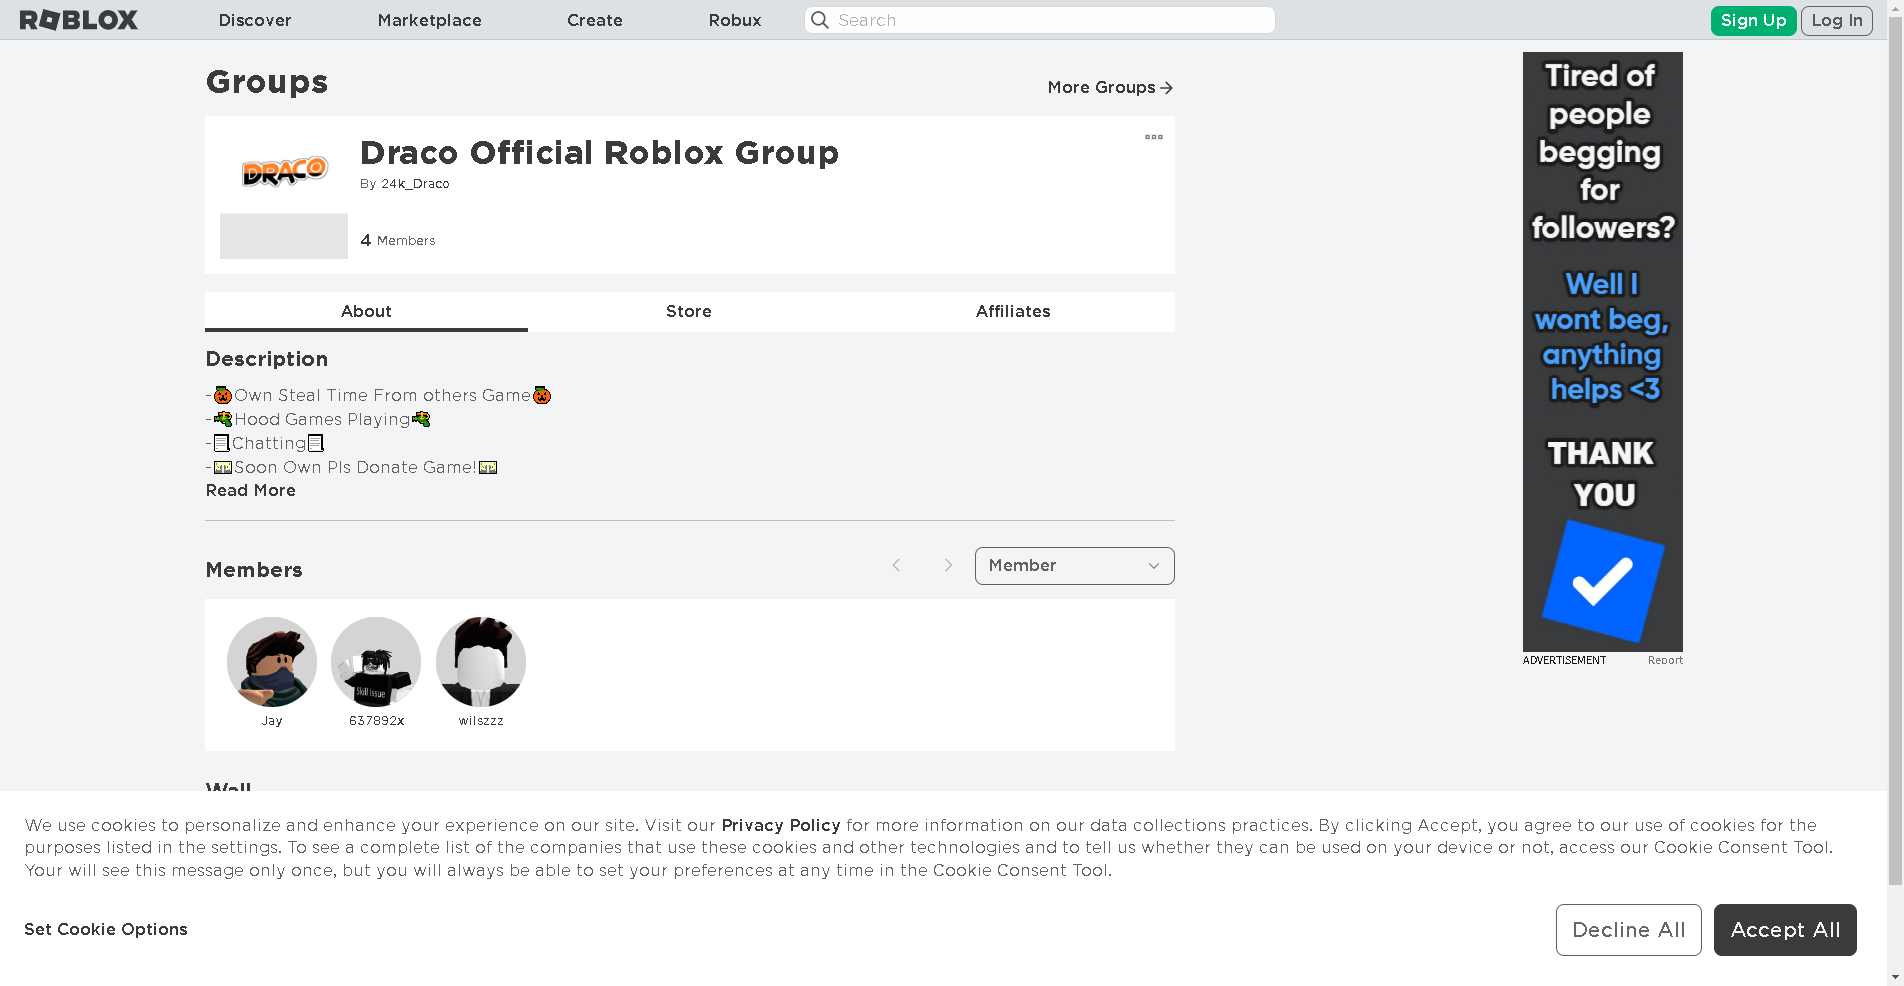 ROBLOX Discover Marketplace Create Robux Search Sign Up Log In
Groups
More Groups
DRACO
Draco Official Roblox Group
By 24k_Draco
4 Members
About Store Affiliates
Description
-🎃Own Steal Time From others Game🎃
-🔫Hood Games Playing🔫
-📃Chatting📃
-💵Soon Own Pls Donate Game!💵
Read More
Members
Member
Skill Issue
Jay 637892x wilszzz
Wall
Tired of
people
begging
for
followers?
Well I
wont beg,
anything
helps <3
THANK
YOU
ADVERTISEMENT Report
We use cookies to personalize and enhance your experience on our site. Visit our Privacy Policy for more information on our data collections practices. By clicking Accept, you agree to our use of cookies for the
purposes listed in the settings. To see a complete list of the companies that use these cookies and other technologies and to tell us whether they can be used on your device or not, access our Cookie Consent Tool.
Your will see this message only once, but you will always be able to set your preferences at any time in the Cookie Consent Tool.
Set Cookie Options
Decline All Accept All